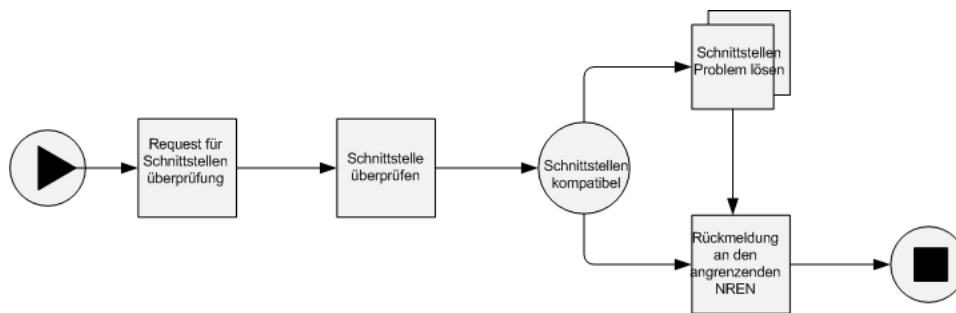 Request für
Schnittstellen
überprüfung
Schnittstelle
überprüfen
Schnittstellen
kompatibel
Schnittstellen
Problem lösen
Rückmeldung
an den
angrenzenden
NREN